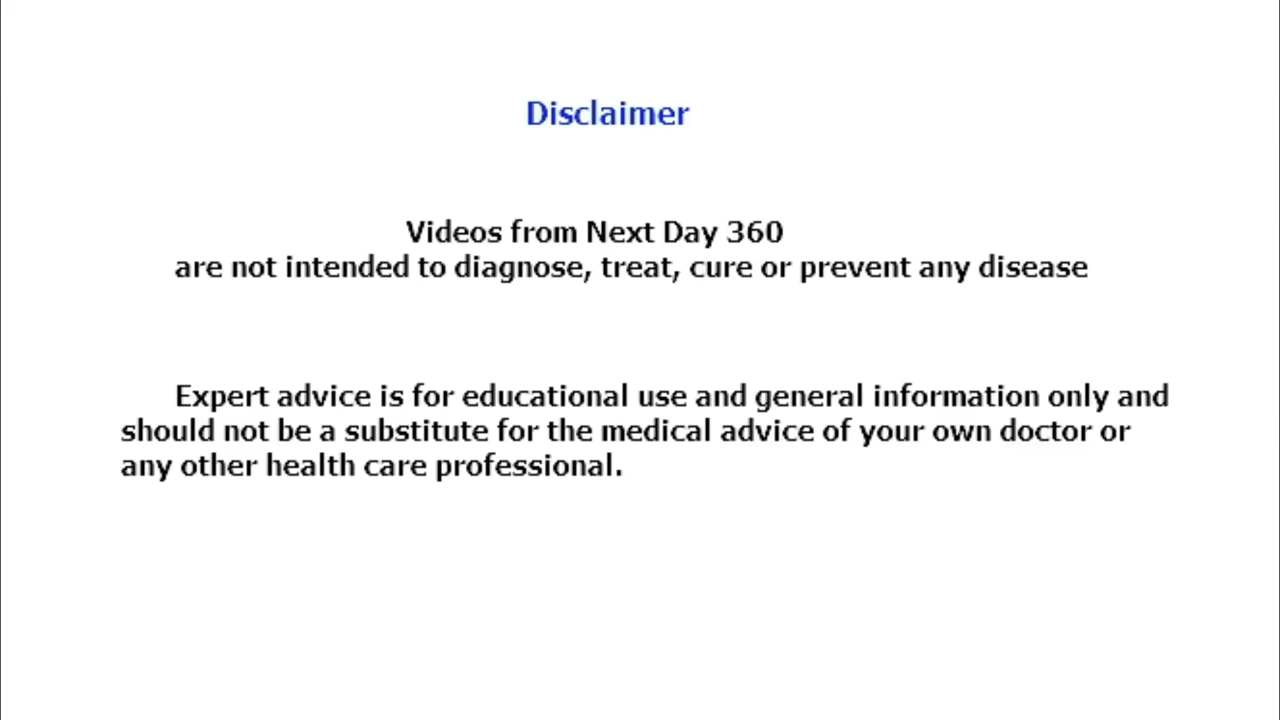 Disclaimer
Videos from Next Day 360
are not intended to diagnose, treat, cure or prevent any disease
Expert advice is for educational use and general information only and
should not be a substitute for the medical advice of your own doctor or
any other health care professional.